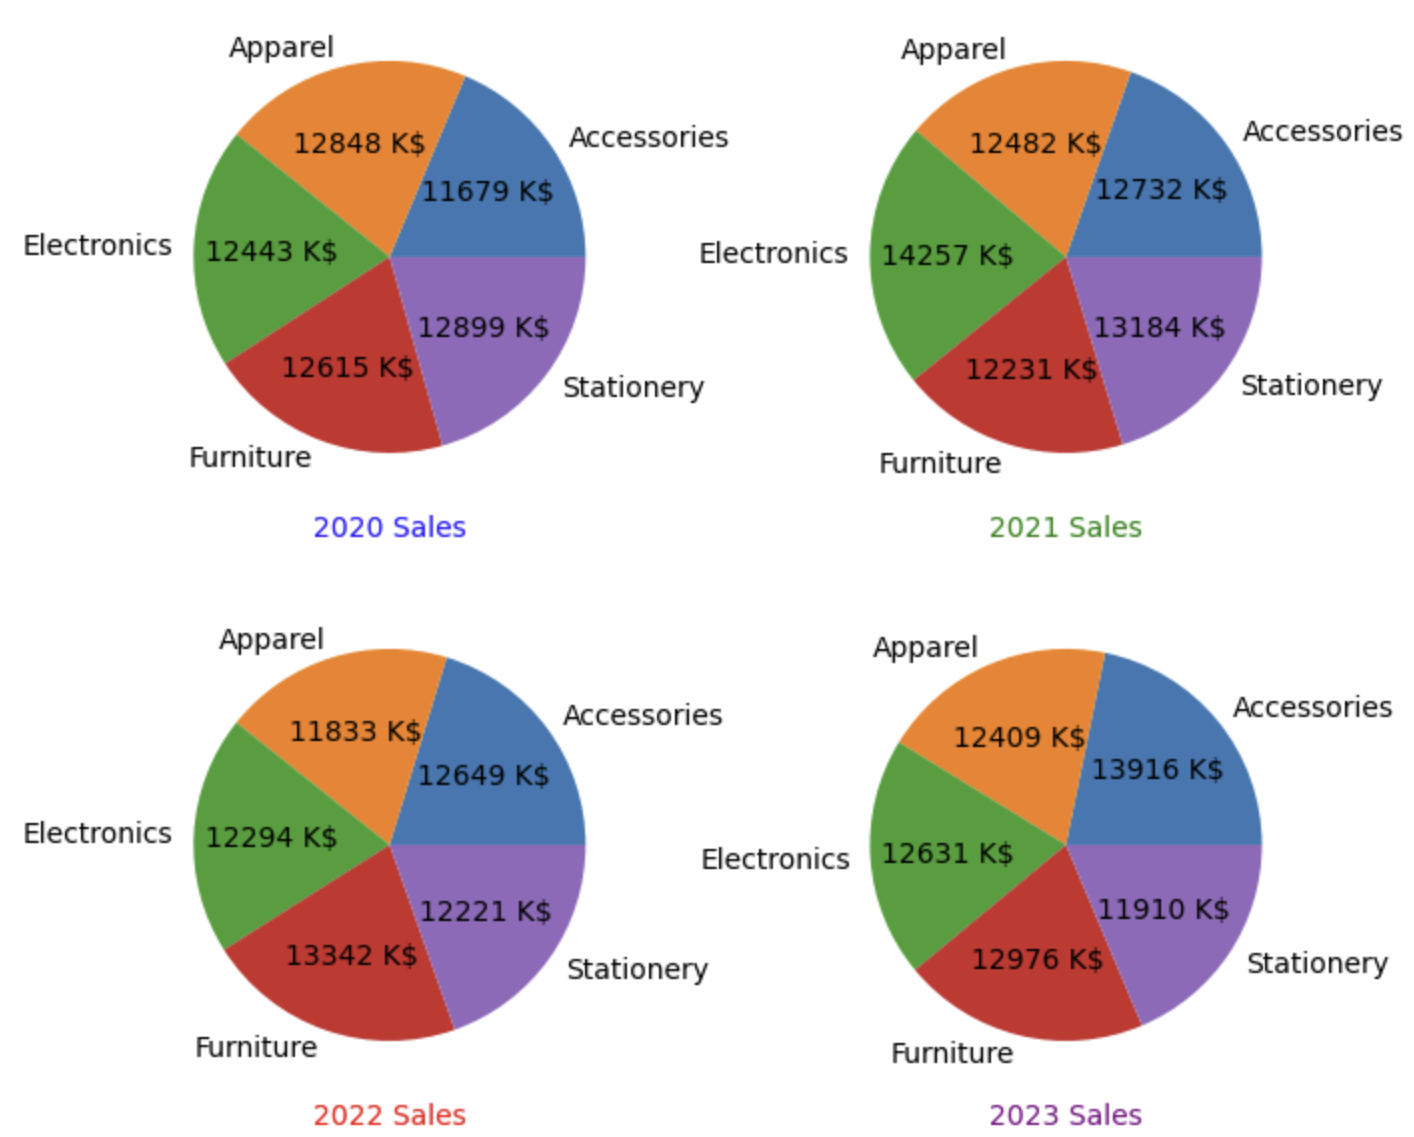 Apparel
12848 K$
Accessories
11679 K$
Electronics
12443 K$
12899 K$
12615 K$
Stationery
Furniture
2020 Sales
Apparel
12482 K$
Accessories
12732 K$
Electronics
14257 K$
13184 K$
12231 K$
Stationery
Furniture
2021 Sales
Apparel
Accessories
11833 K$
12649 K$
Electronics
12294 K$
12221 K$
13342 K$
Stationery
Furniture
2022 Sales
Apparel
Accessories
12409 K$
13916 K$
Electronics
12631 K$
11910 K$
12976 K$
Stationery
Furniture
2023 Sales